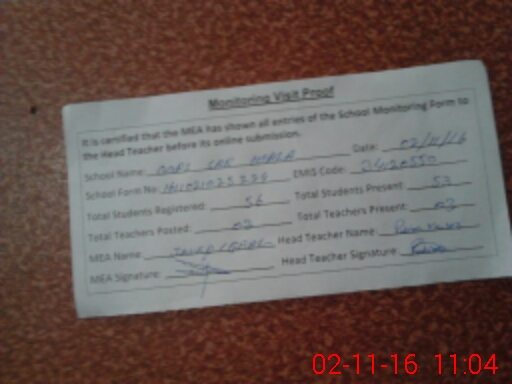 Monitoring Visit Proof
It is certified that the MEA has shown all entries of the School Monitoring Form to
the Head Teacher before its online submission.
School Name: Date: 02/11/16
School Form No: EMIS Code:
Total Students Registered: 56 Total Students Present: 53
Total Teachers Posted: 02 Total Teachers Present: 02
MEA Name: Head Teacher Name:
MEA Signature: Head Teacher Signature:
02-11-16 11:04